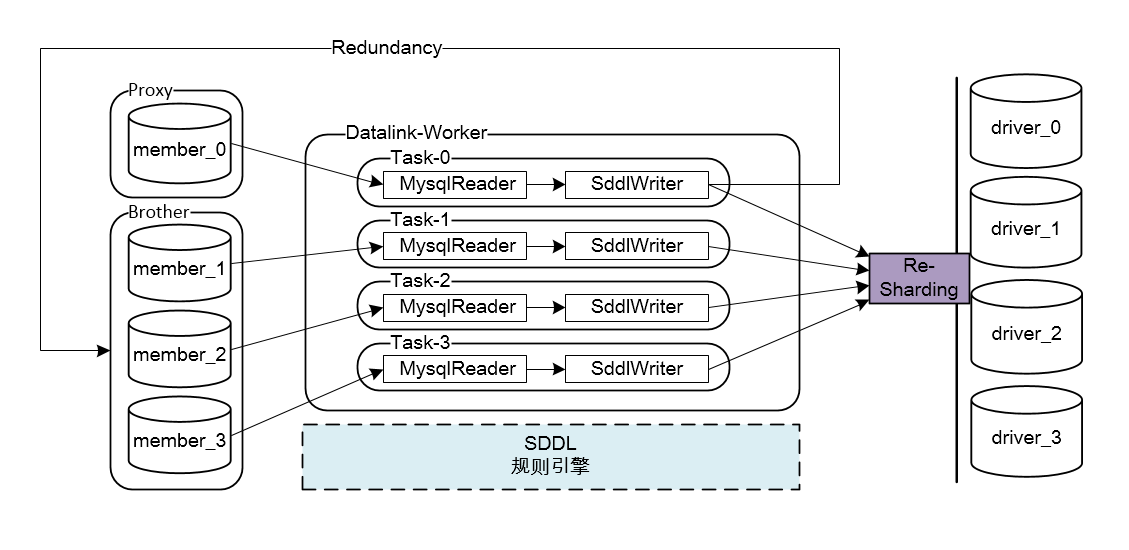 Redundancy
Proxy
member_0
Brother
member_1
member_2
member_3
Datalink-Worker
Task-0
MysqlReader
SddlWriter
Task-1
MysqlReader
SddlWriter
Task-2
MysqlReader
SddlWriter
Task-3
MysqlReader
SddlWriter
SDDL
规则引擎
Re-
Sharding
driver_0
driver_1
driver_2
driver_3